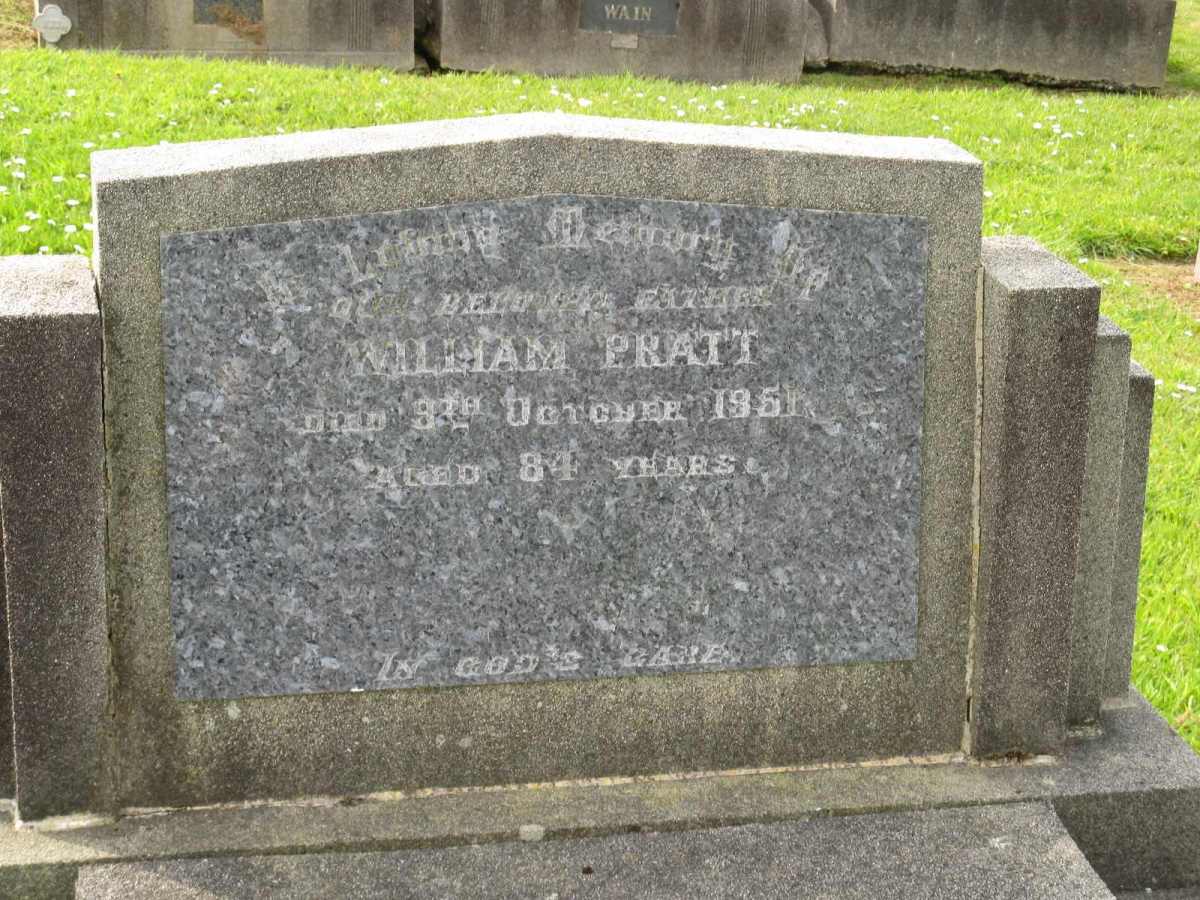 WAIN
In Loving Memory Of
OUR BELOVED FATHER
WILLIAM PRATT
DIED 9TH OCTOBER 1951
AGED 84 YEARS.
IN GOD'S CARE.